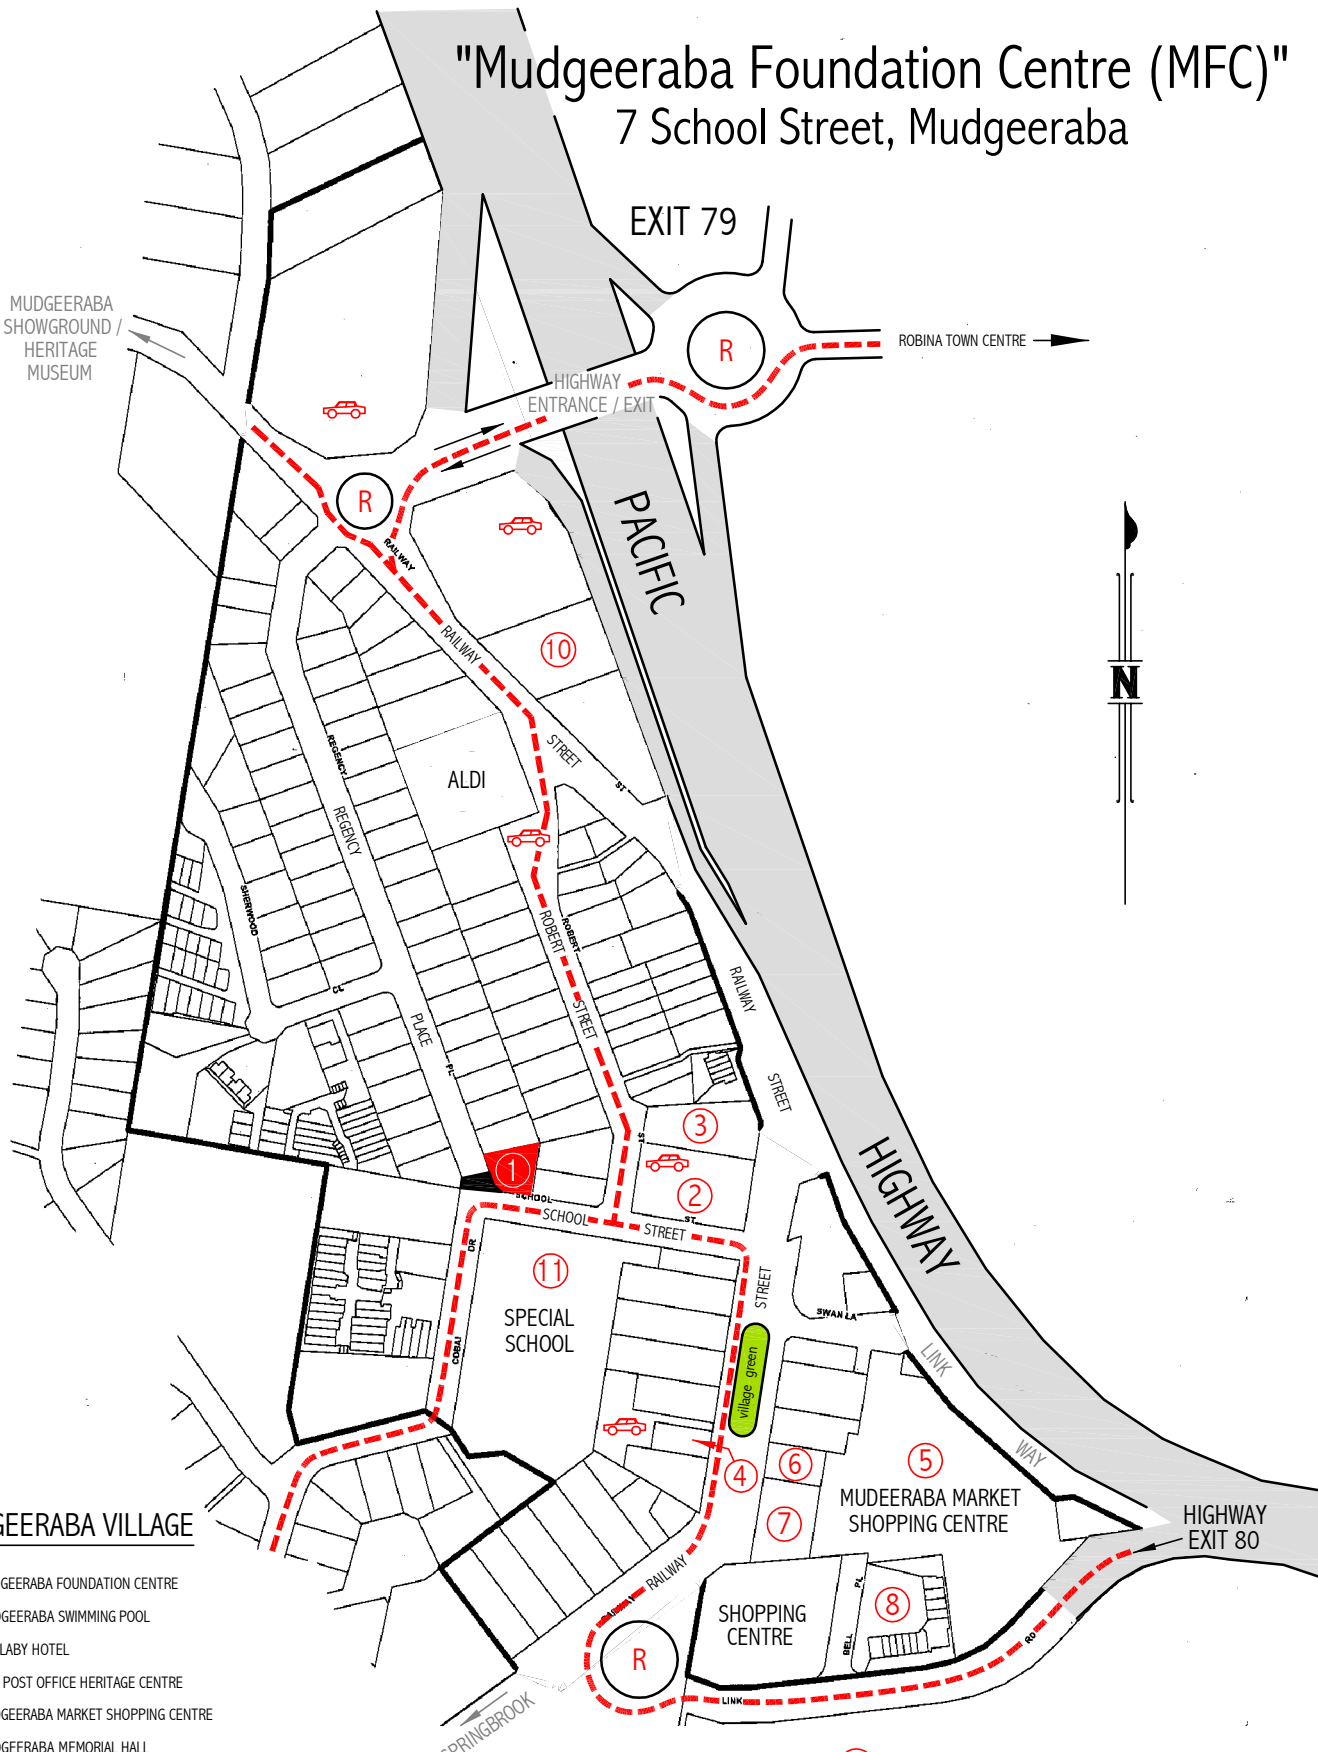 "Mudgeeraba Foundation Centre (MFC)"
7 School Street, Mudgeeraba
EXIT 79
MUDGEERABA
SHOWGROUND /
HERITAGE
MUSEUM
R
ROBINA TOWN CENTRE
HIGHWAY
ENTRANCE / EXIT
R
PACIFIC
RAILWAY
RAILWAY
10
N
STREET
ST
REGENCY
ALDI
REGENCY
SHERWOOD
ROBERT
ROBERT
RAILWAY
CT
STREET
PLACE
PL
STREET
3
ST
HIGHWAY
1
2
SCHOOL
SCHOOL
ST
STREET
DR
11
STREET
SPECIAL
SCHOOL
SWAN LA
COBAI
LINK
village green
WAY
4
6
5
MUDEERABA MARKET
SHOPPING CENTRE
7
HIGHWAY
EXIT 80
GEERABA VILLAGE
RAILWAY
GEERABA FOUNDATION CENTRE
PL
8
SHOPPING
CENTRE
DGEERABA SWIMMING POOL
BELL
RD
LABY HOTEL
R
POST OFFICE HERITAGE CENTRE
LINK
DGEERABA MARKET SHOPPING CENTRE
SPRINGBROOK
DGEERABA MEMORIAL HALL